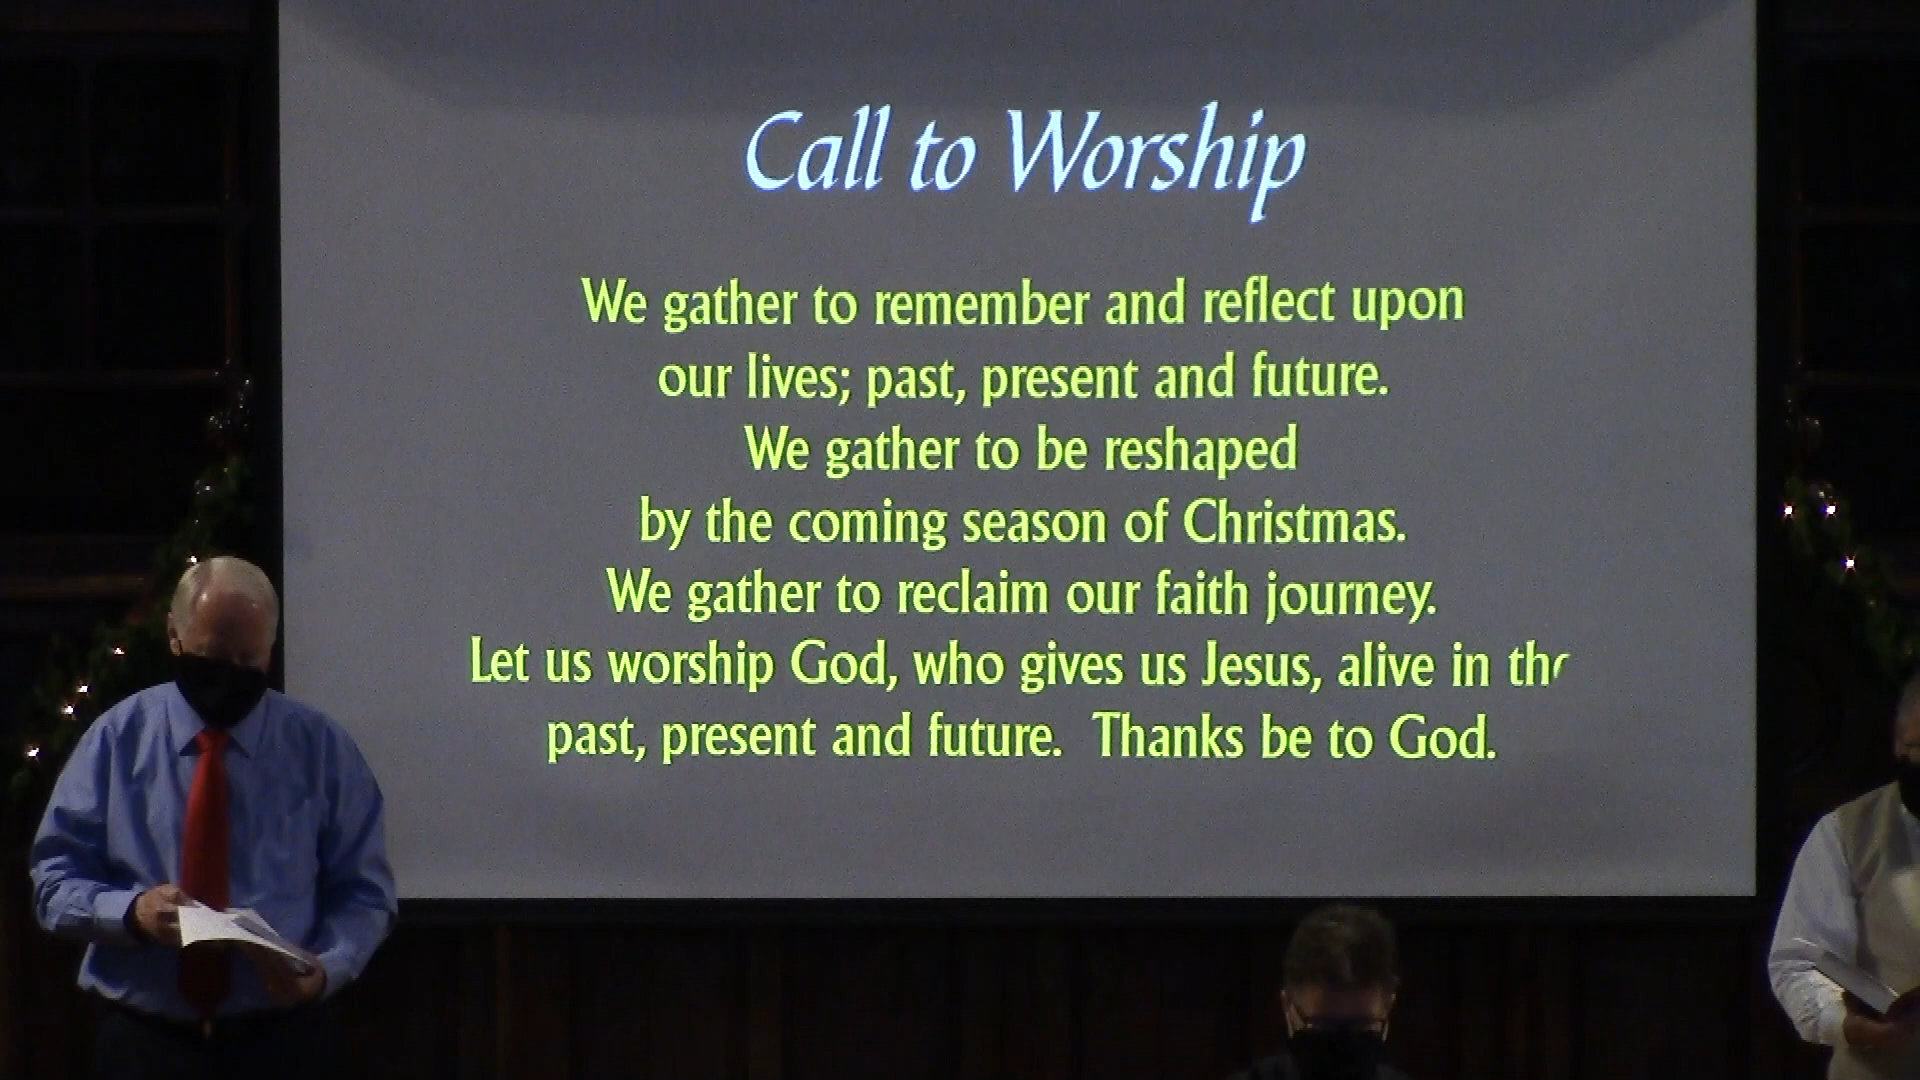 Call to Worship
We gather to remember and reflect upon
our lives; past, present and future.
We gather to be reshaped
by the coming season of Christmas.
We gather to reclaim our faith journey.
Let us worship God, who gives us Jesus, alive in the
past, present and future. Thanks be to God.